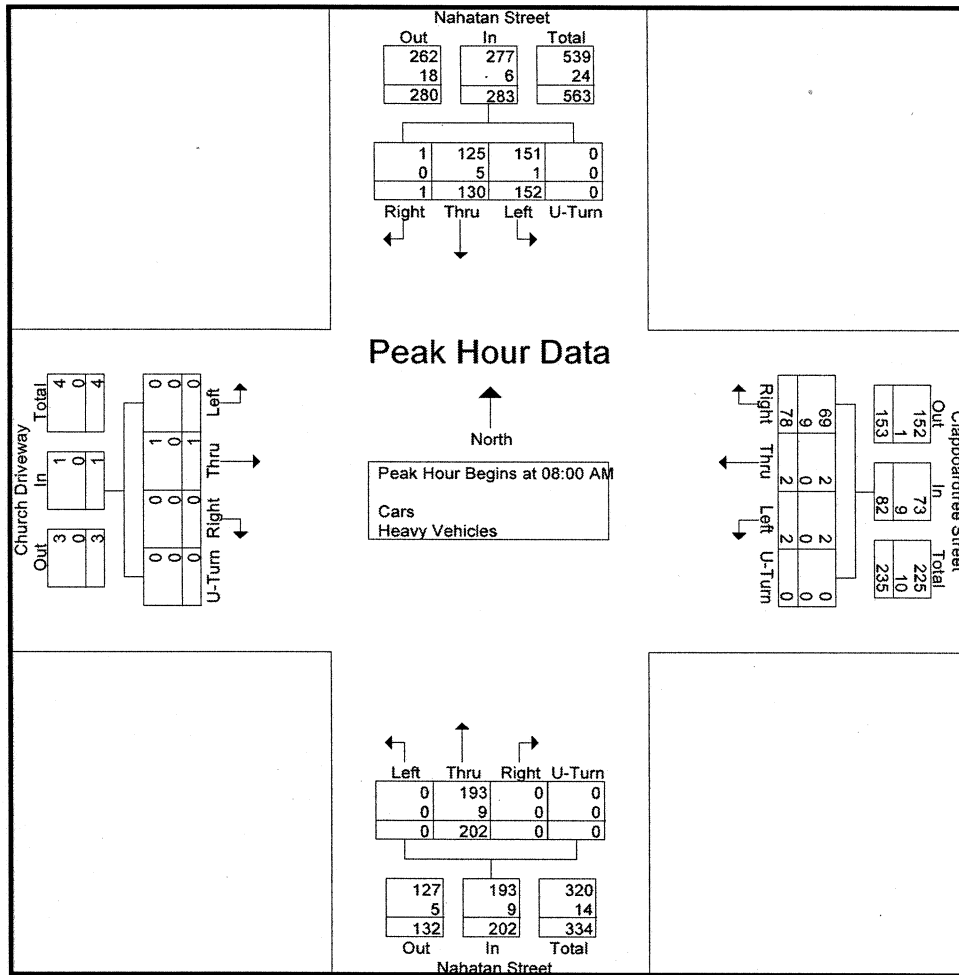 Nahatan Street
Out In Total
262 277 539
18 6 24
280 283 563
1 125 151 0
0 5 1 0
1 130 152 0
Right Thru Left U-Turn
Peak Hour Data
North
Peak Hour Begins at 08:00 AM
Cars
Heavy Vehicles
Church Driveway
Out In Total
3 1 4
0 0 0
3 1 4
U-Turn Right Thru Left
0 0 1 0
0 0 0 0
0 0 1 0
Clapboardtree Street
Out In Total
152 73 225
1 9 10
153 82 235
69 2 2 0
9 0 0 0
78 2 2 0
Right Thru Left U-Turn
Left Thru Right U-Turn
0 193 0 0
0 9 0 0
0 202 0 0
127 193 320
5 9 14
132 202 334
Out In Total
Nahatan Street